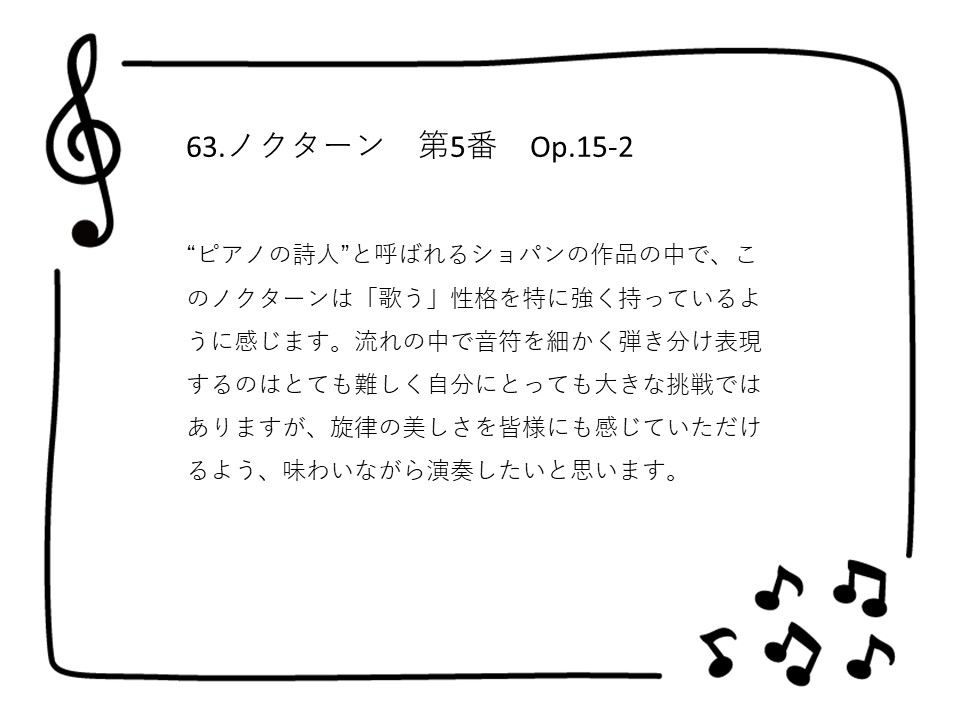 63.ノクターン　第5番　Op.15-2
“ピアノの詩人”と呼ばれるショパンの作品の中で、こ
のノクターンは「歌う」性格を特に強く持っているよ
うに感じます。流れの中で音符を細かく弾き分け表現
するのはとても難しく自分にとっても大きな挑戦では
ありますが、旋律の美しさを皆様にも感じていただけ
るよう、味わいながら演奏したいと思います。